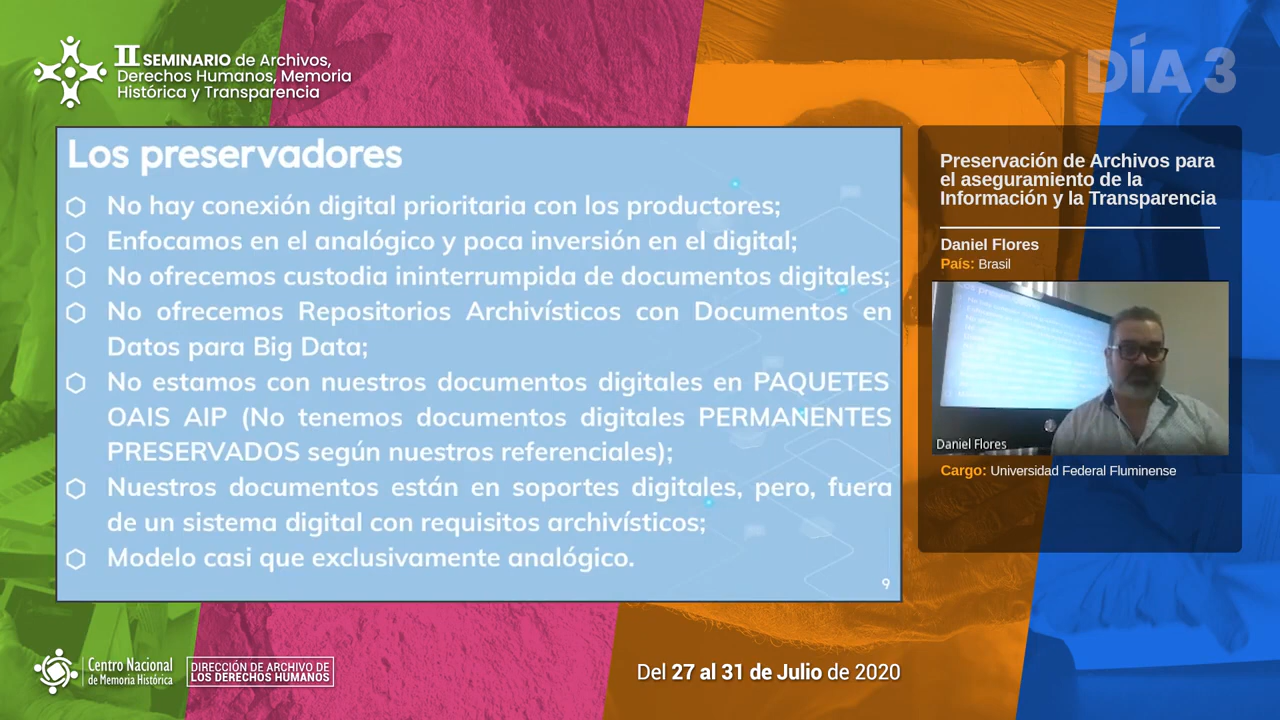 II SEMINARIO de Archivos,
Derechos Humanos, Memoria
Histórica y Transparencia
DÍA 3
Los preservadores
No hay conexión digital prioritaria con los productores;
Enfocamos en el analógico y poca inversión en el digital;
No ofrecemos custodia ininterrumpida de documentos digitales;
No ofrecemos Repositorios Archivísticos con Documentos en
Datos para Big Data;
No estamos con nuestros documentos digitales en PAQUETES
OAIS AIP (No tenemos documentos digitales PERMANENTES
PRESERVADOS según nuestros referenciales);
Nuestros documentos están en soportes digitales, pero, fuera
de un sistema digital con requisitos archivísticos;
Modelo casi que exclusivamente analógico.
9
Preservación de Archivos para
el aseguramiento de la
Información y la Transparencia
Daniel Flores
País: Brasil
Daniel Flores
Cargo: Universidad Federal Fluminense
Centro Nacional
de Memoria Histórica
DIRECCIÓN DE ARCHIVO DE
LOS DERECHOS HUMANOS
Del 27 al 31 de Julio de 2020